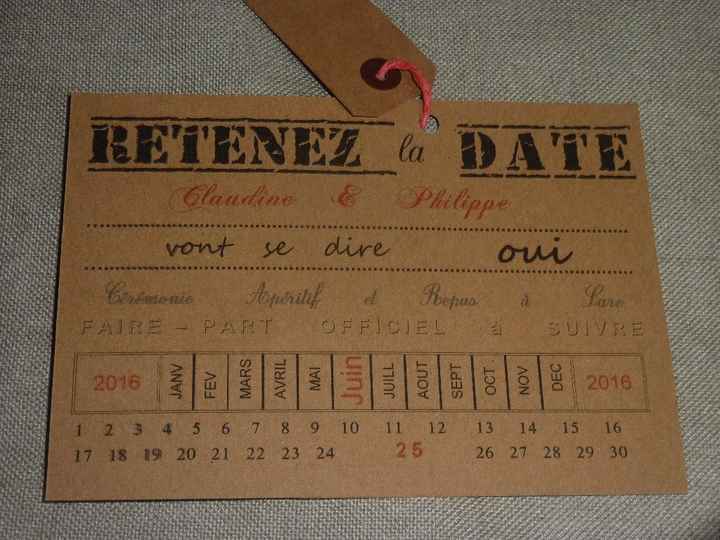 RETENEZ la DATE
Claudine & Philippe
vont se dire oui
Cérémonie Apéritif et Repas à Sare
FAIRE - PART OFFICIEL à SUIVRE
2016 JANV FEV MARS AVRIL MAI Juin JUILL AOUT SEPT OCT. NOV DEC 2016
1 2 3 4 5 6 7 8 9 10 11 12 13 14 15 16
17 18 19 20 21 22 23 24 25 26 27 28 29 30